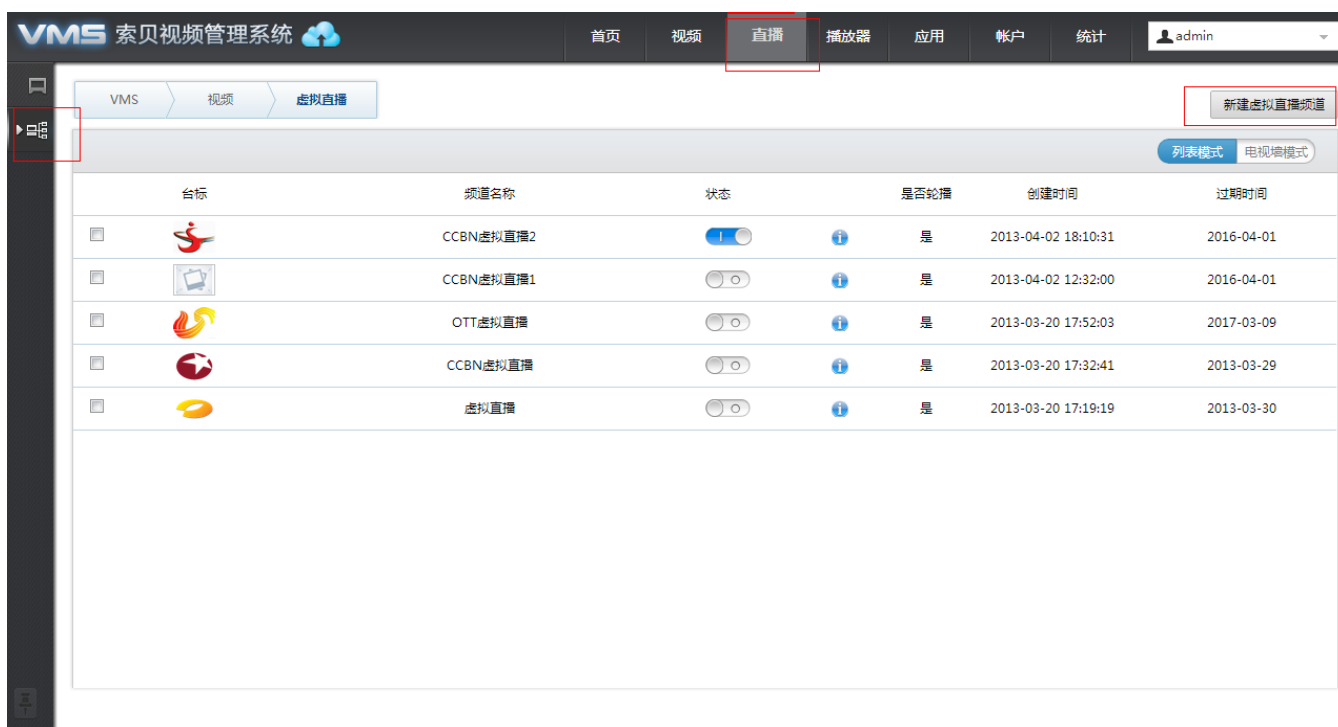 VMS 索贝视频管理系统 首页 视频 直播 播放器 应用 帐户 统计 admin
VMS 视频 虚拟直播 新建虚拟直播频道
列表模式 电视墙模式
台标 频道名称 状态 是否轮播 创建时间 过期时间
CCBN虚拟直播2 是 2013-04-02 18:10:31 2016-04-01
CCBN虚拟直播1 是 2013-04-02 12:32:00 2016-04-01
OTT虚拟直播 是 2013-03-20 17:52:03 2017-03-09
CCBN虚拟直播 是 2013-03-20 17:32:41 2013-03-29
虚拟直播 是 2013-03-20 17:19:19 2013-03-30